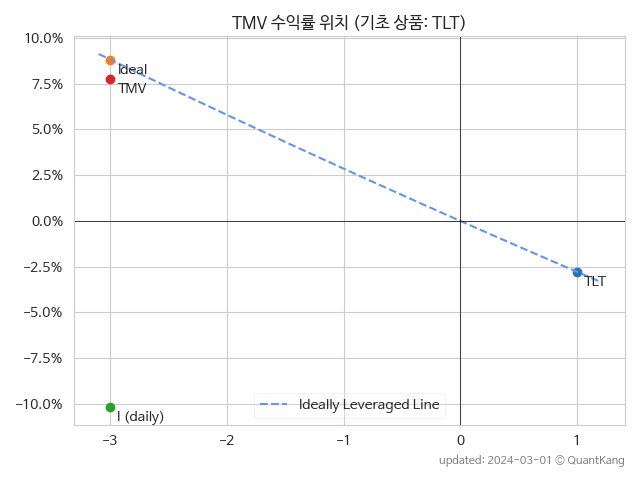 TMV 수익률 위치 (기초 상품: TLT)
10.0%
7.5%
5.0%
2.5%
0.0%
−2.5%
−5.0%
−7.5%
−10.0%
Ideal
TMV
TLT
I (daily)
Ideally Leveraged Line
−3
−2
−1
0
1
updated: 2024-03-01 © QuantKang